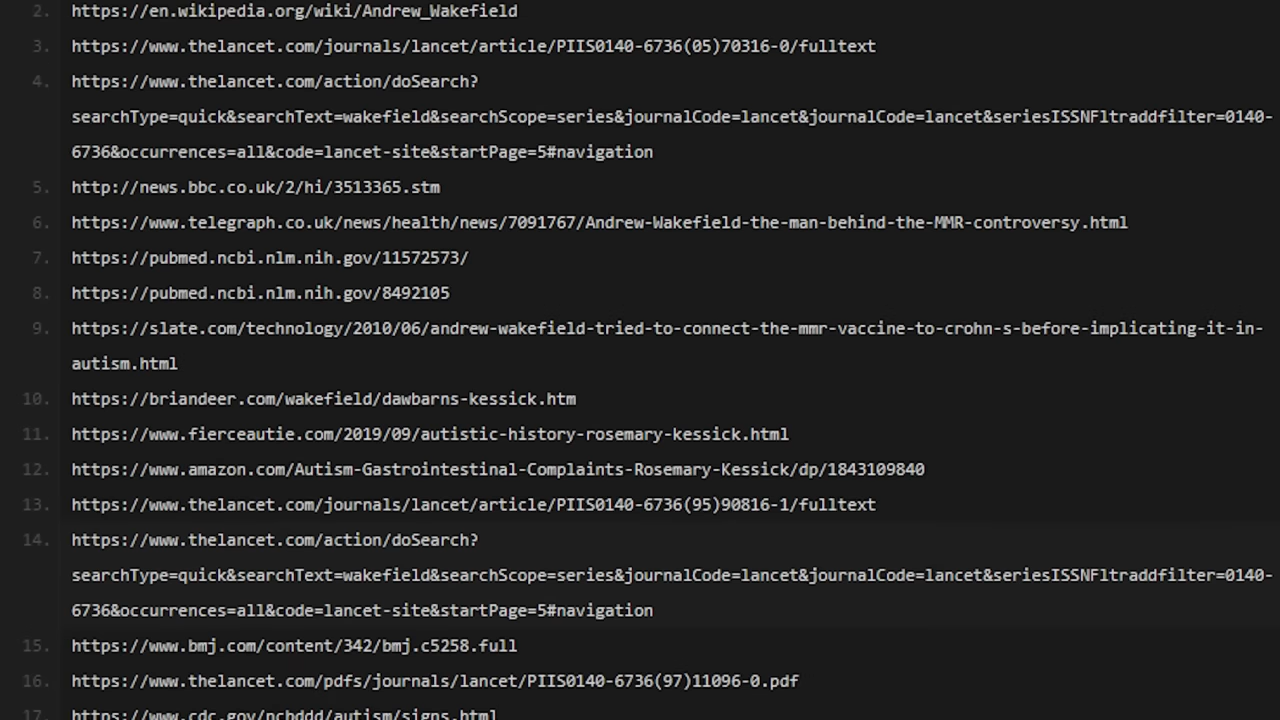 2. https://en.wikipedia.org/wiki/Andrew_Wakefield
3. https://www.thelancet.com/journals/lancet/article/PIIS0140-6736(05)70316-0/fulltext
4. https://www.thelancet.com/action/doSearch?
searchType=quick&searchText=wakefield&searchScope=series&journalCode=lancet&journalCode=lancet&seriesISSNFltraddfilter=0140-
6736&occurrences=all&code=lancet-site&startPage=5#navigation
5. http://news.bbc.co.uk/2/hi/3513365.stm
6. https://www.telegraph.co.uk/news/health/news/7091767/Andrew-Wakefield-the-man-behind-the-MMR-controversy.html
7. https://pubmed.ncbi.nlm.nih.gov/11572573/
8. https://pubmed.ncbi.nlm.nih.gov/8492105
9. https://slate.com/technology/2010/06/andrew-wakefield-tried-to-connect-the-mmr-vaccine-to-crohn-s-before-implicating-it-in-
autism.html
10. https://briandeer.com/wakefield/dawbarns-kessick.htm
11. https://www.fierceautie.com/2019/09/autistic-history-rosemary-kessick.html
12. https://www.amazon.com/Autism-Gastrointestinal-Complaints-Rosemary-Kessick/dp/1843109840
13. https://www.thelancet.com/journals/lancet/article/PIIS0140-6736(95)90816-1/fulltext
14. https://www.thelancet.com/action/doSearch?
searchType=quick&searchText=wakefield&searchScope=series&journalCode=lancet&journalCode=lancet&seriesISSNFltraddfilter=0140-
6736&occurrences=all&code=lancet-site&startPage=5#navigation
15. https://www.bmj.com/content/342/bmj.c5258.full
16. https://www.thelancet.com/pdfs/journals/lancet/PIIS0140-6736(97)11096-0.pdf
17. https://www.cdc.gov/ncbddd/autism/signs.html